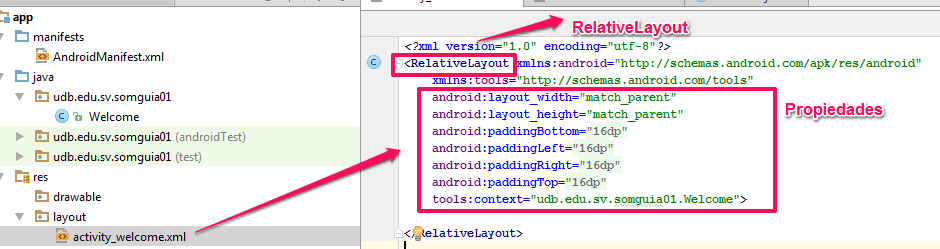 app
manifests
AndroidManifest.xml
java
udb.edu.sv.somguia01
C Welcome
udb.edu.sv.somguia01 (androidTest)
udb.edu.sv.somguia01 (test)
res
drawable
layout
activity_welcome.xml
RelativeLayout
<?xml version="1.0" encoding="utf-8"?>
C <RelativeLayout xmlns:android="http://schemas.android.com/apk/res/android"
xmlns:tools="http://schemas.android.com/tools"
android:layout_width="match_parent"
android:layout_height="match_parent"
android:paddingBottom="16dp"
android:paddingLeft="16dp"
android:paddingRight="16dp"
android:paddingTop="16dp"
tools:context="udb.edu.sv.somguia01.Welcome">
</RelativeLayout>
Propiedades